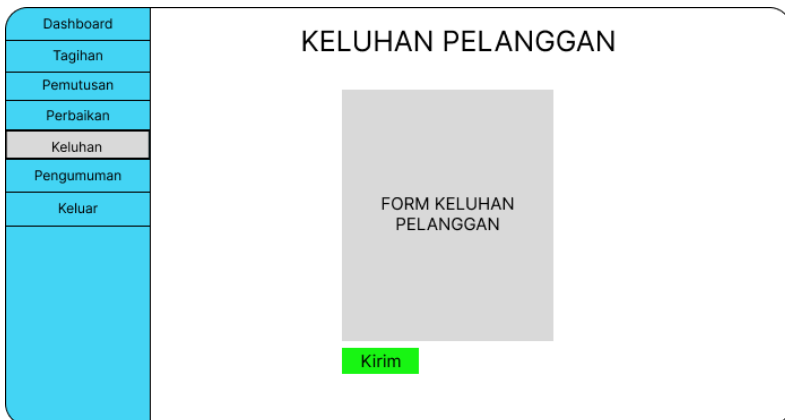 Dashboard
Tagihan
Pemutusan
Perbaikan
Keluhan
Pengumuman
Keluar
KELUHAN PELANGGAN
FORM KELUHAN
PELANGGAN
Kirim